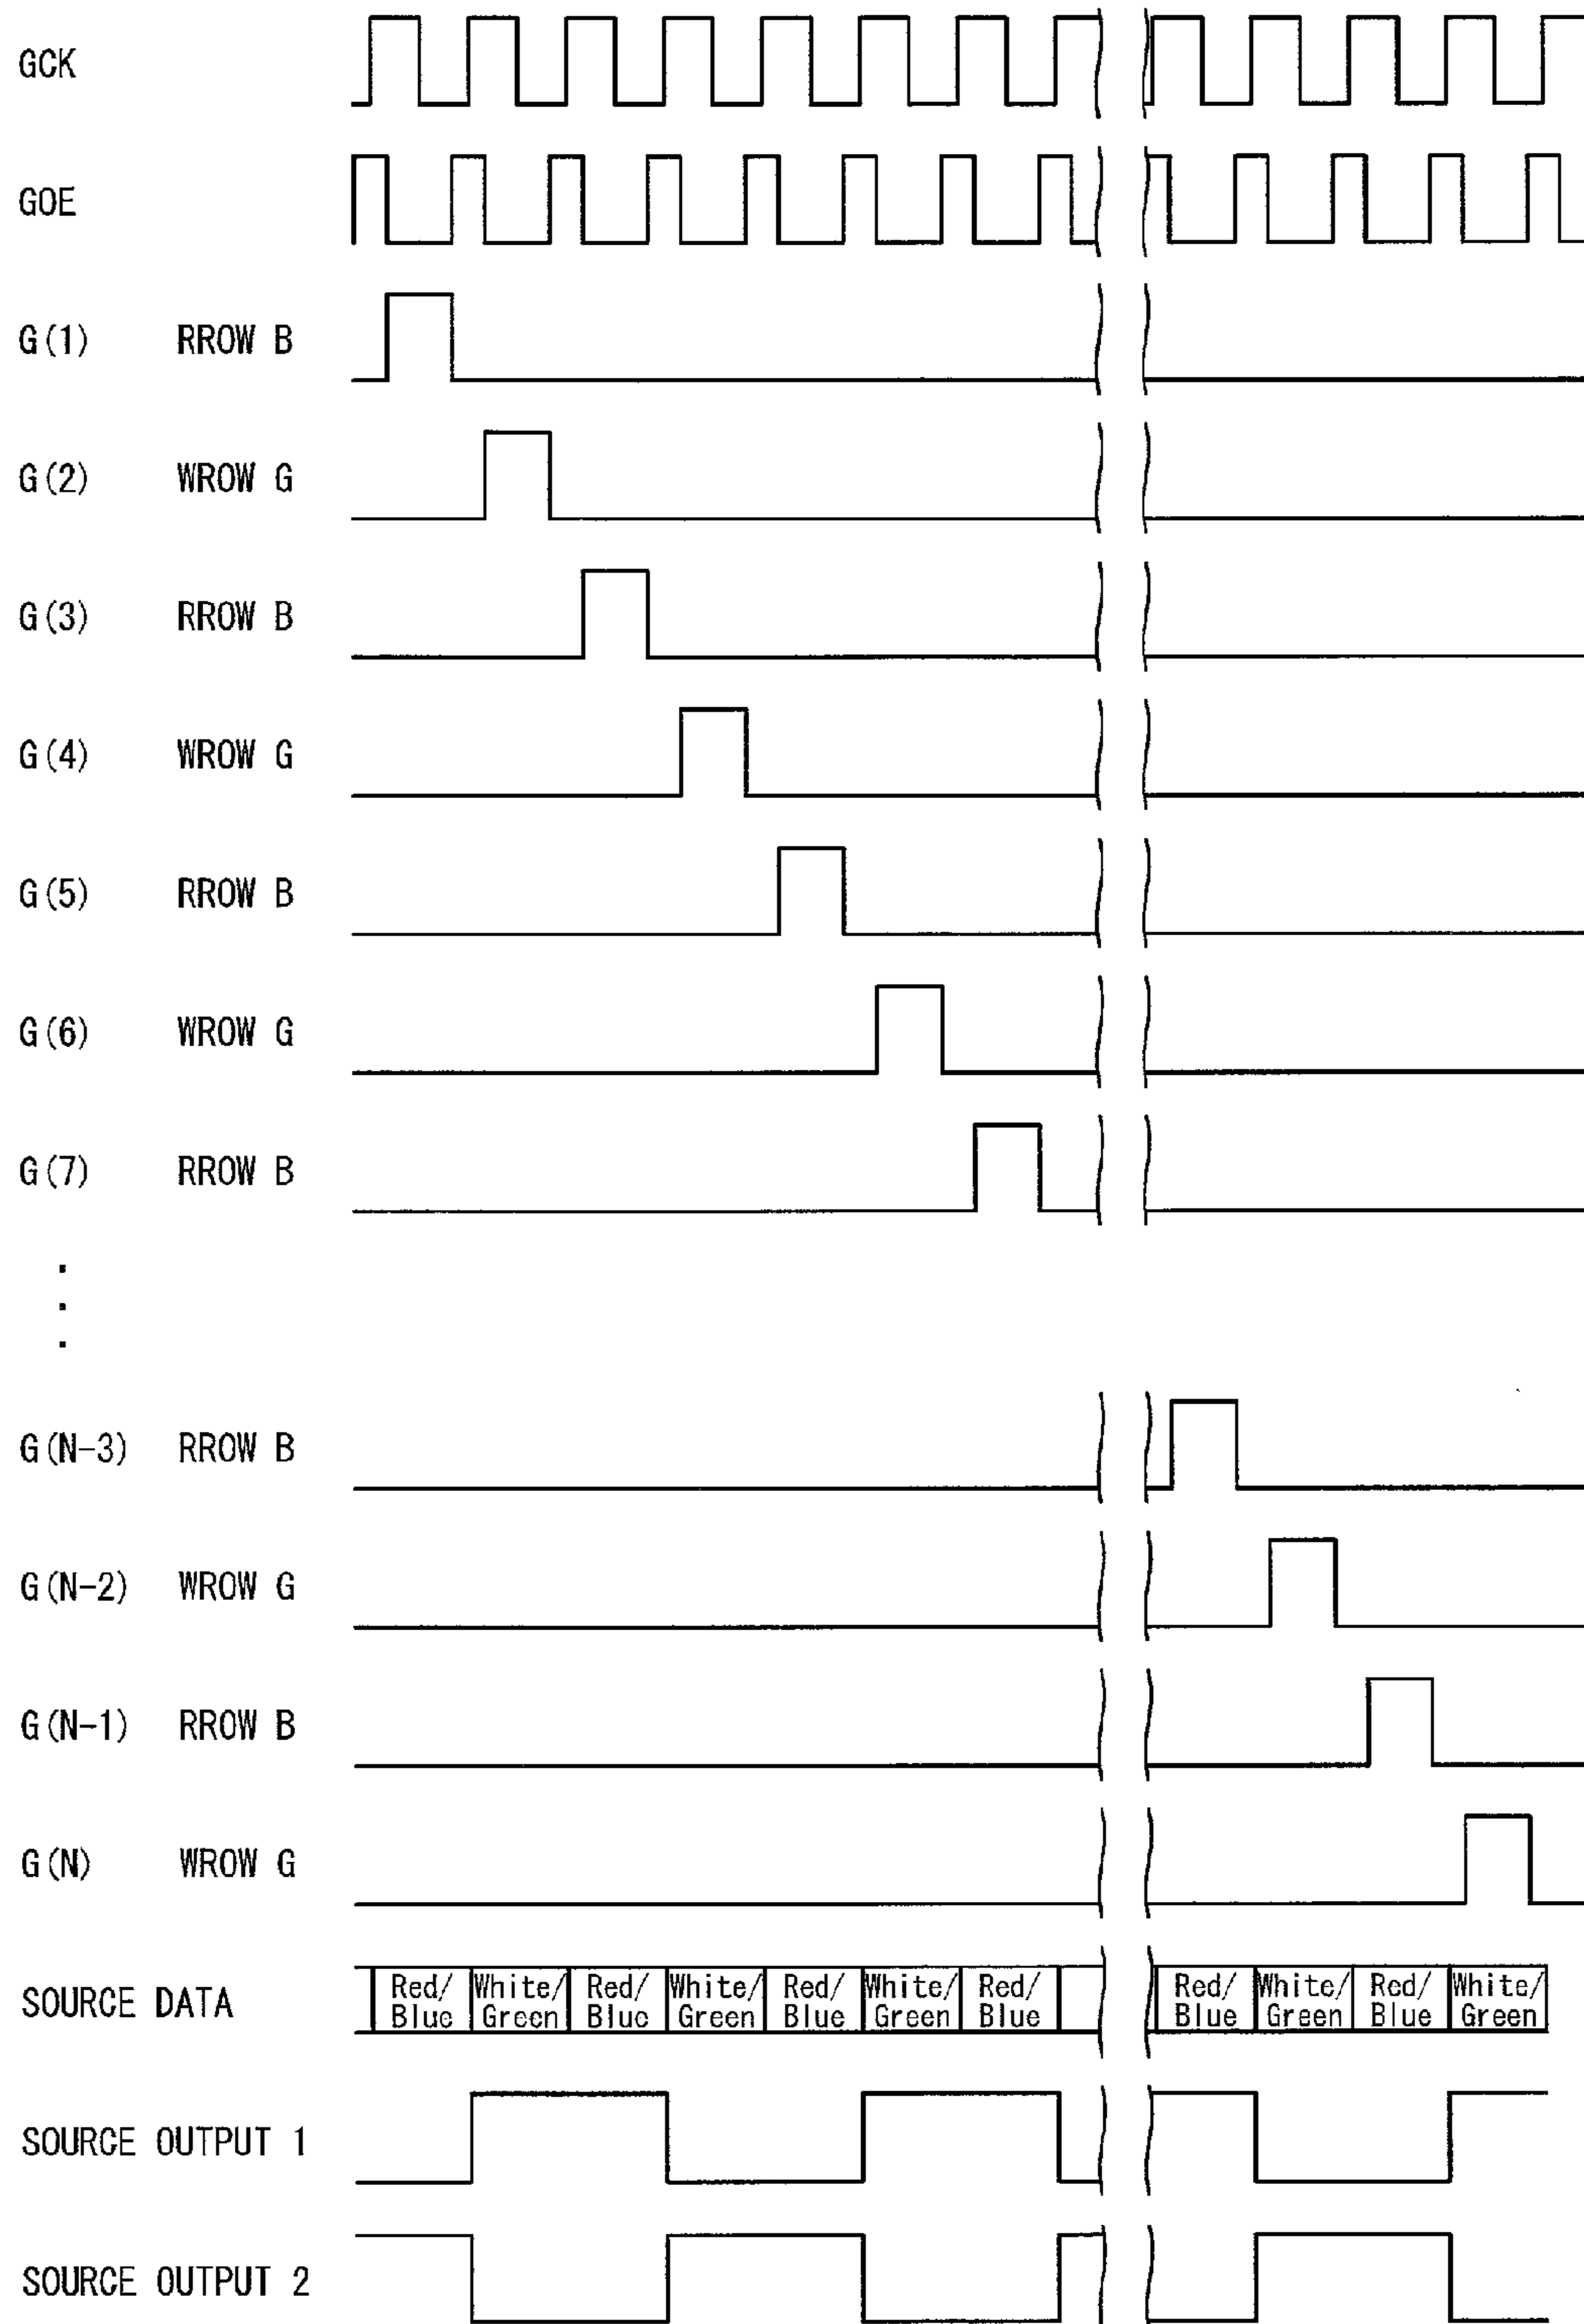 GCK
GOE
G(1) RROW B
G(2) WROW G
G(3) RROW B
G(4) WROW G
G(5) RROW B
G(6) WROW G
G(7) RROW B
G(N-3) RROW B
G(N-2) WROW G
G(N-1) RROW B
G(N) WROW G
SOURCE DATA
Red/ White/ Red/ White/ Red/ White/ Red/ Red/ White/ Red/ White/
Blue Green Blue Green Blue Green Blue Blue Green Blue Green
SOURCE OUTPUT 1
SOURCE OUTPUT 2